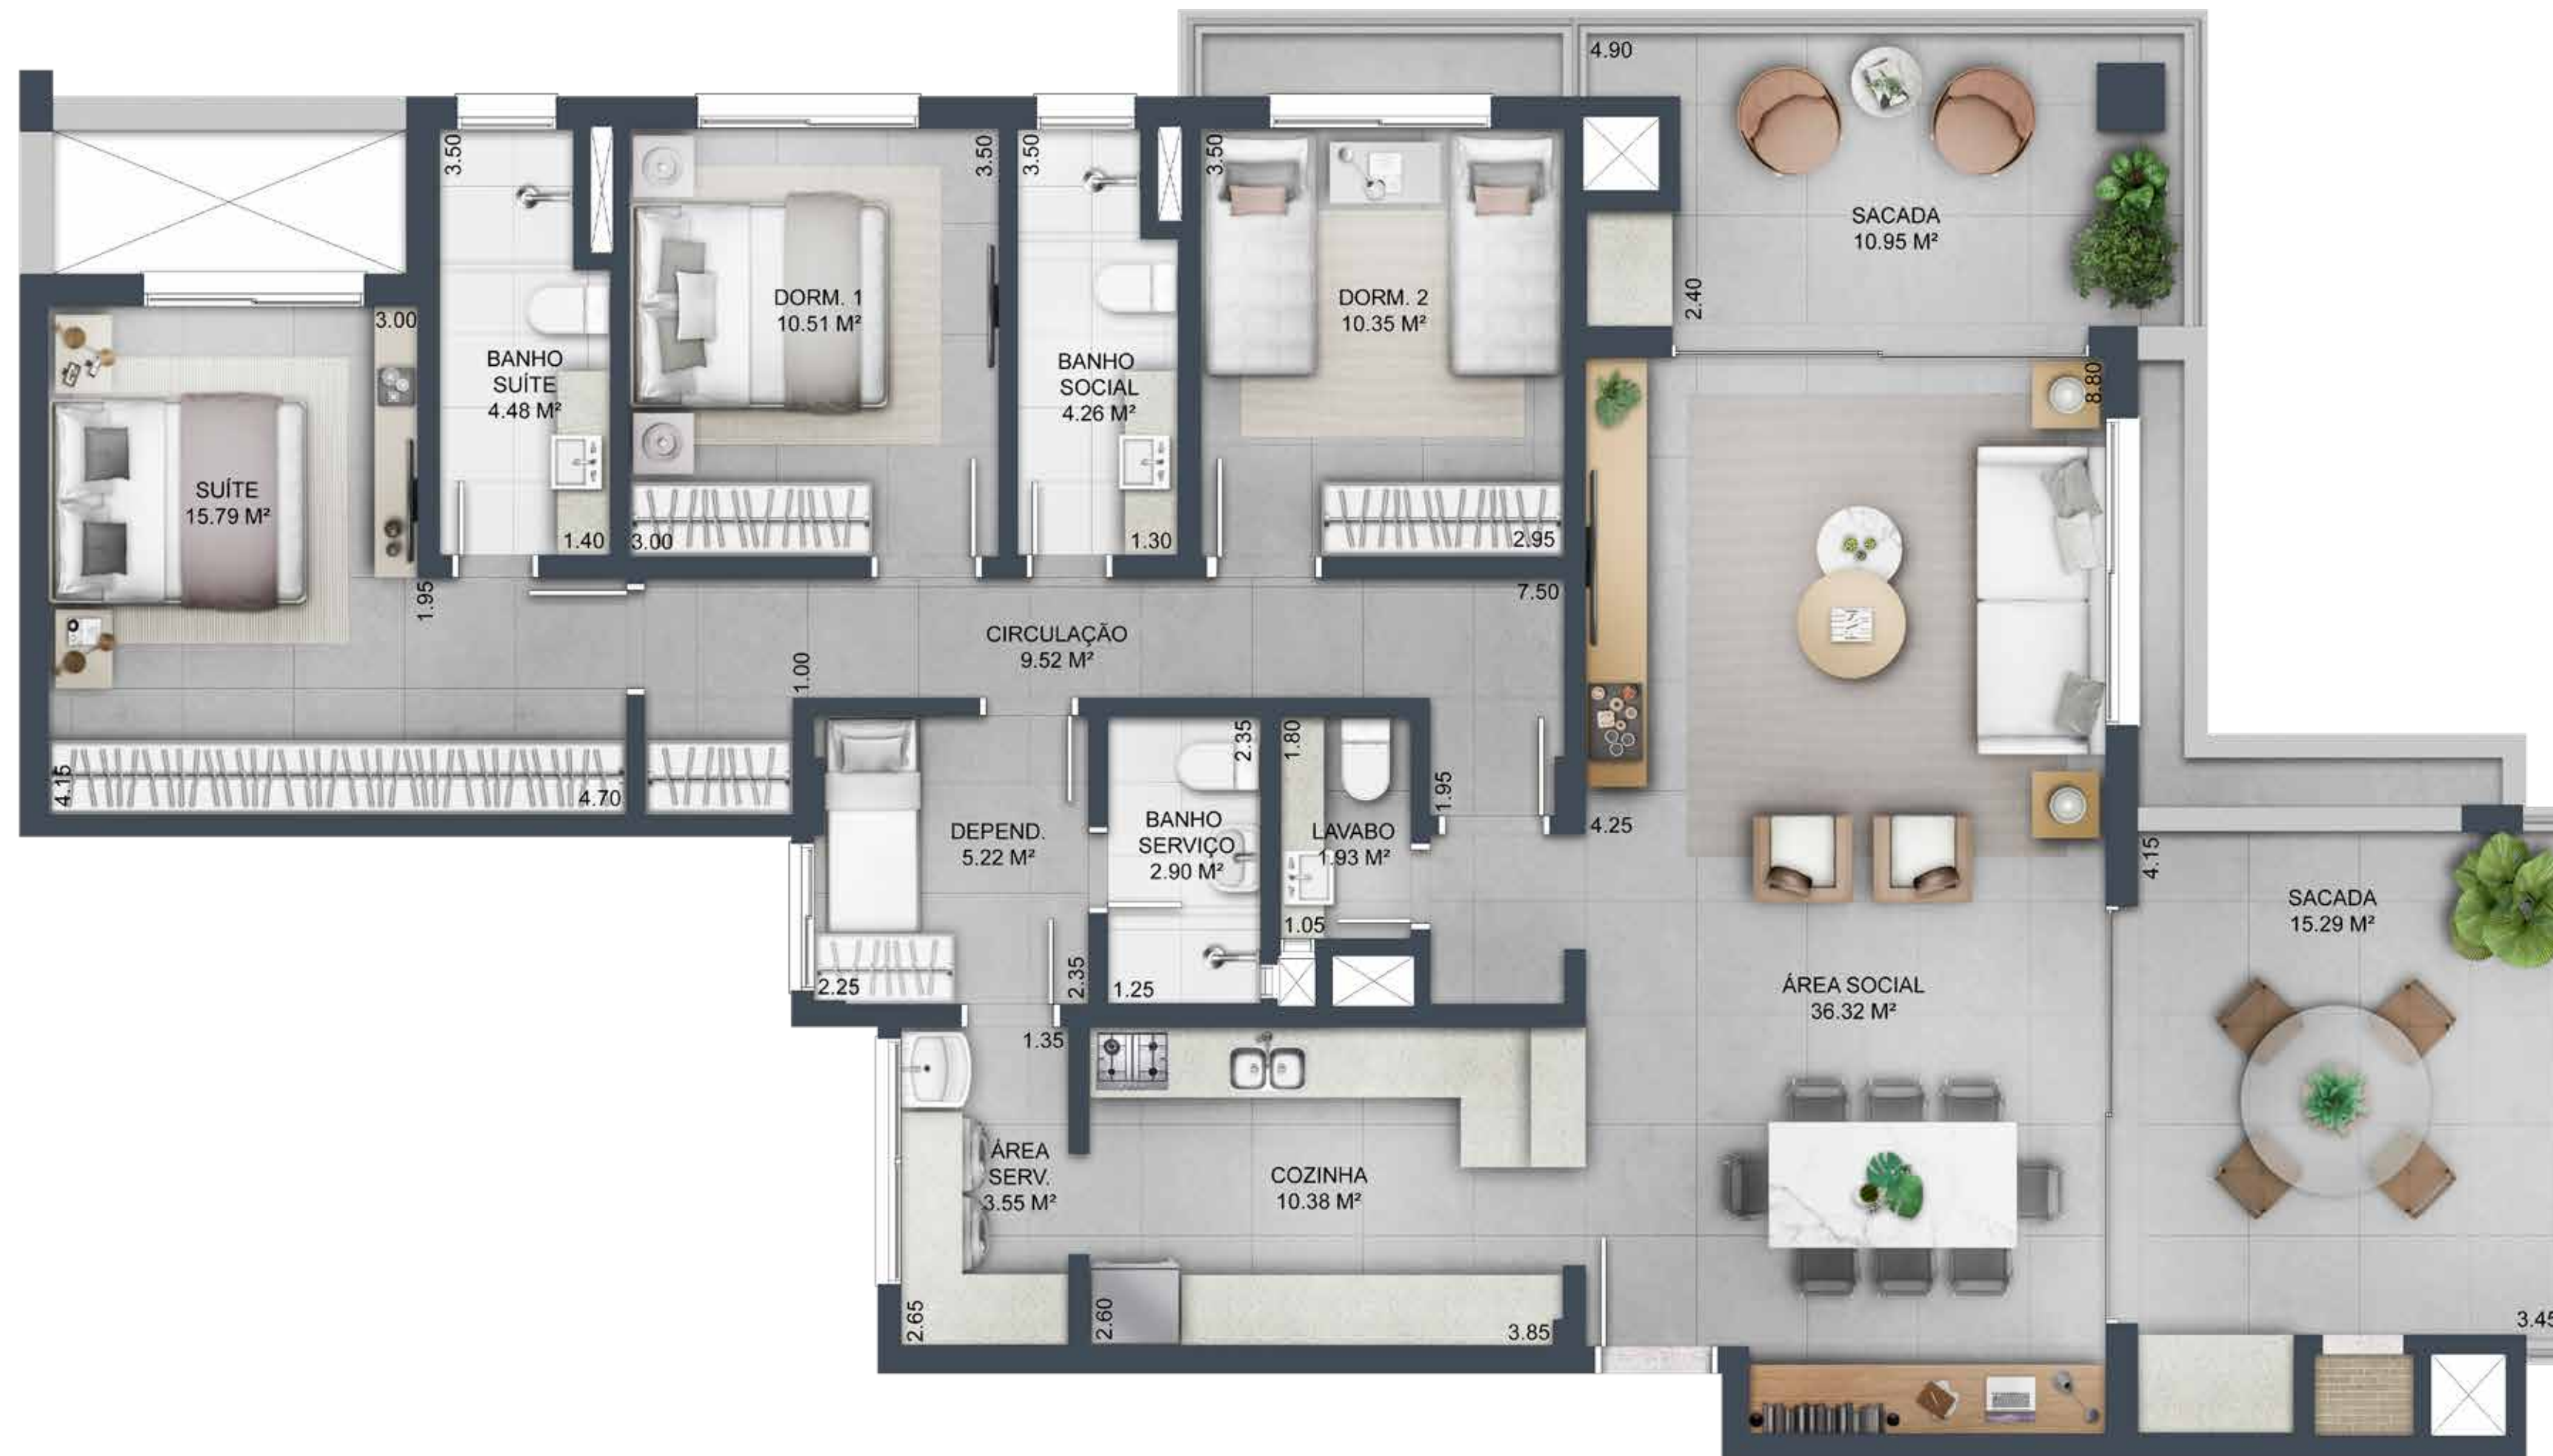 4.90
3.50
3.50
3.50
3.50
SACADA
10.95 M²
2.40
DORM. 1
10.51 M²
DORM. 2
10.35 M²
3.00
BANHO
SUÍTE
4.48 M²
BANHO
SOCIAL
4.26 M²
8.80
SUÍTE
15.79 M²
1.40
3.00
1.30
2.95
1.95
7.50
CIRCULAÇÃO
9.52 M²
1.00
4.15
4.70
2.35
1.80
1.95
4.25
DEPEND.
5.22 M²
BANHO
SERVIÇO
2.90 M²
LAVABO
1.93 M²
4.15
SACADA
15.29 M²
1.05
2.25
2.35
1.25
ÁREA SOCIAL
36.32 M²
1.35
ÁREA
SERV.
3.55 M²
COZINHA
10.38 M²
2.65
2.60
3.85
3.45